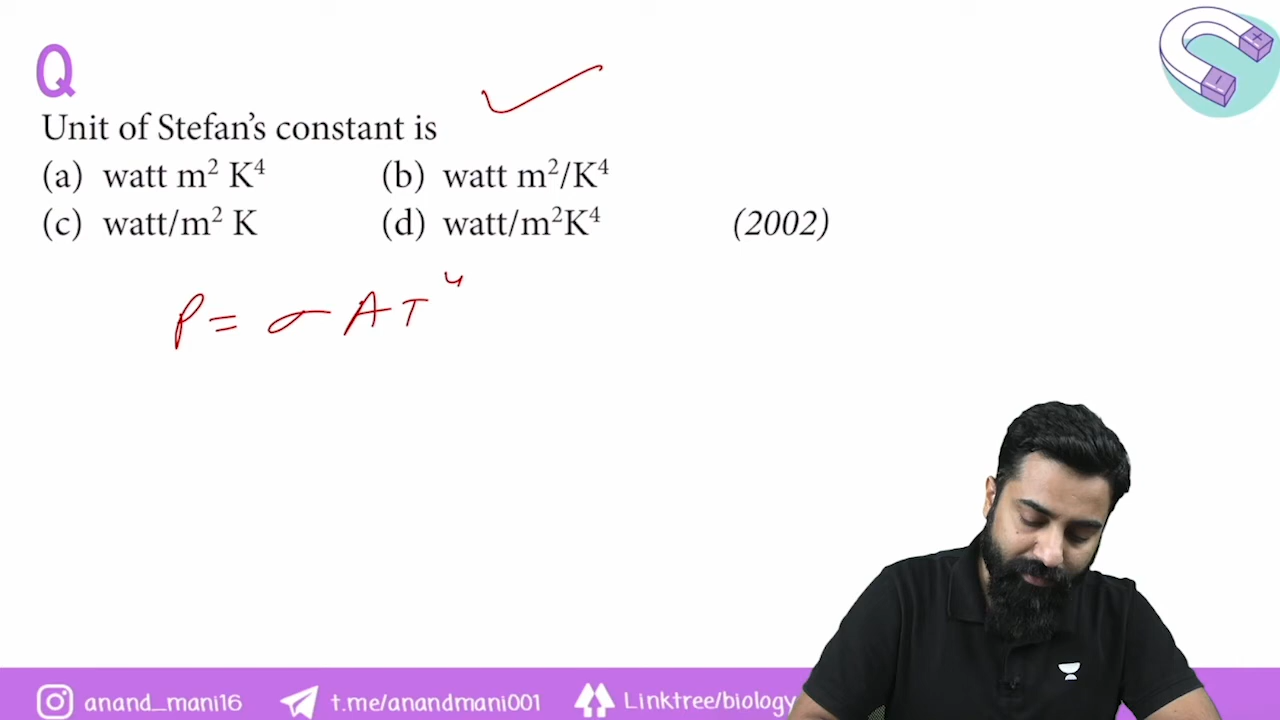 Q
Unit of Stefan's constant is
(a) watt m² K⁴ (b) watt m²/K⁴
(c) watt/m² K (d) watt/m²K⁴ (2002)
P = σ A T⁴
anand_mani16 t.me/anandmani001 Linktree/biology